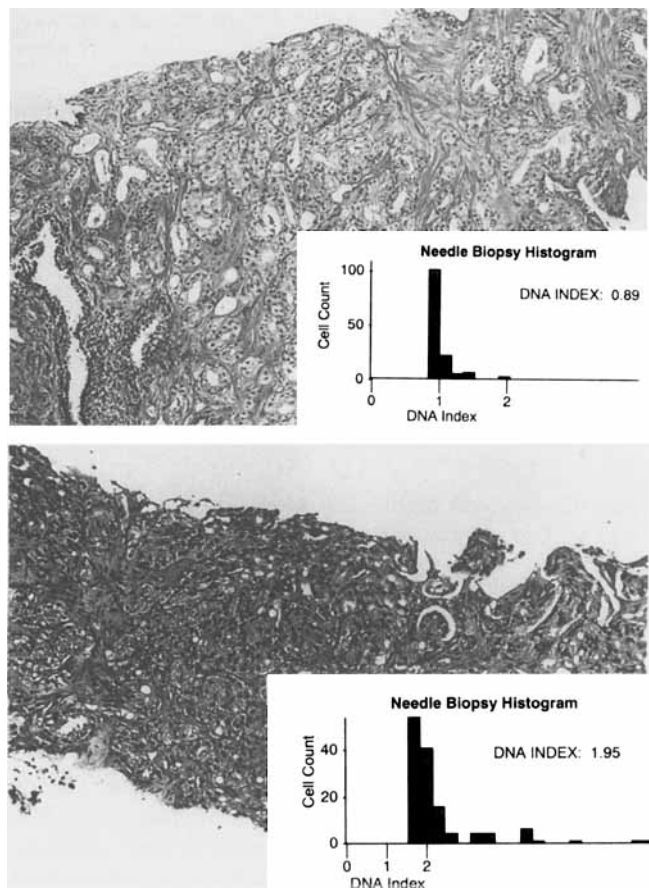 Needle Biopsy Histogram
100
DNA INDEX: 0.89
Cell Count
50
0
0 1 2
DNA Index
Needle Biopsy Histogram
40
DNA INDEX: 1.95
Cell Count
20
0
0 1 2
DNA Index